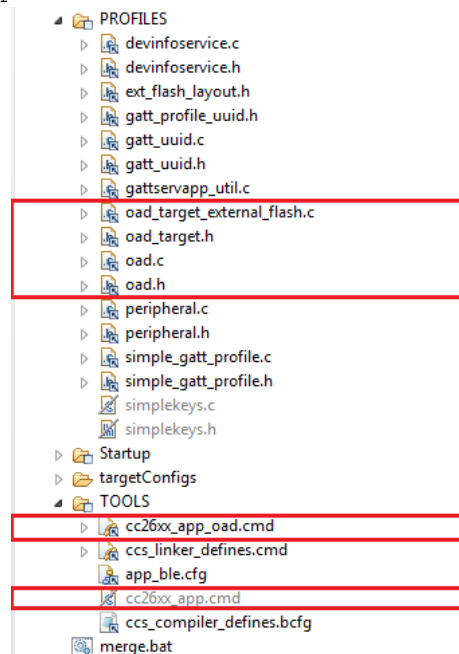 PROFILES
devinfoservice.c
devinfoservice.h
ext_flash_layout.h
gatt_profile_uuid.h
gatt_uuid.c
gatt_uuid.h
gattservapp_util.c
oad_target_external_flash.c
oad_target.h
oad.c
oad.h
peripheral.c
peripheral.h
simple_gatt_profile.c
simple_gatt_profile.h
simplekeys.c
simplekeys.h
Startup
targetConfigs
TOOLS
cc26xx_app_oad.cmd
ccs_linker_defines.cmd
app_ble.cfg
cc26xx_app.cmd
ccs_compiler_defines.bcfg
merge.bat